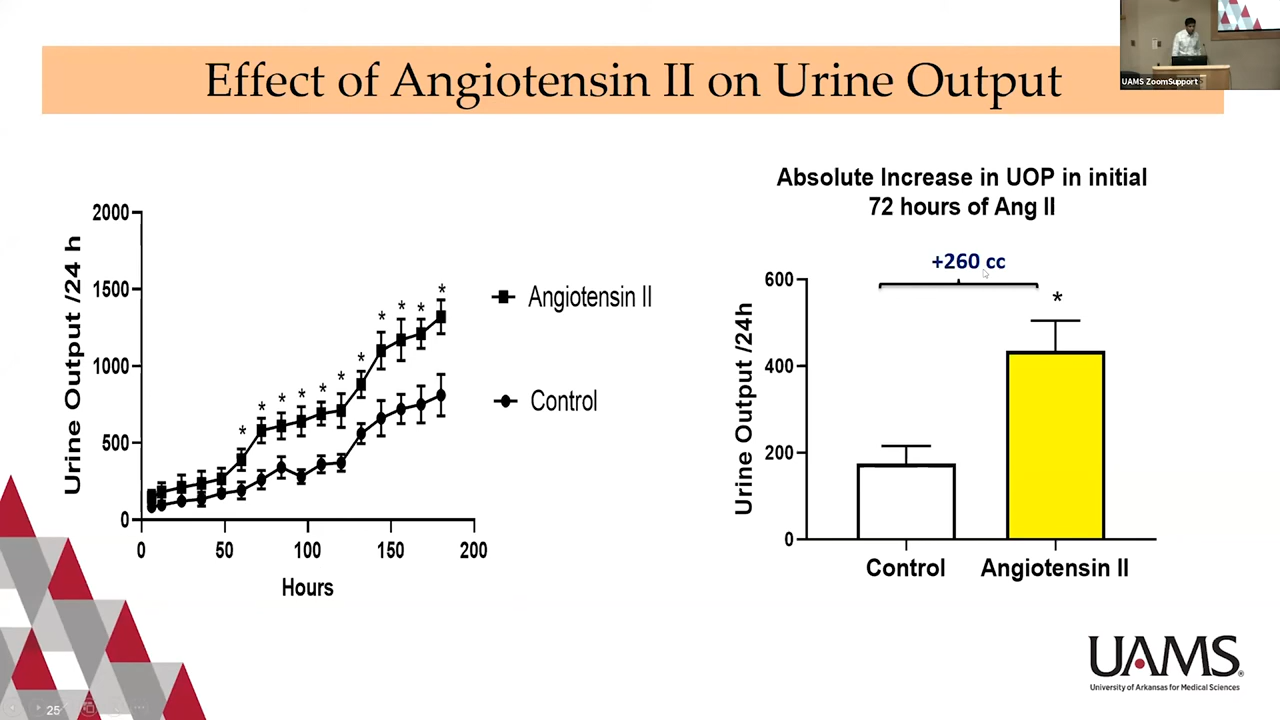 Effect of Angiotensin II on Urine Output
UAMS ZoomSupport
Urine Output /24 h
2000
1500
1000
500
0
0
50
100
150
200
Hours
*
*
*
*
*
*
*
*
*
*
*
Angiotensin II
Control
Absolute Increase in UOP in initial
72 hours of Ang II
+260 cc
*
Urine Output /24h
600
400
200
0
Control
Angiotensin II
UAMS®
University of Arkansas for Medical Sciences
25